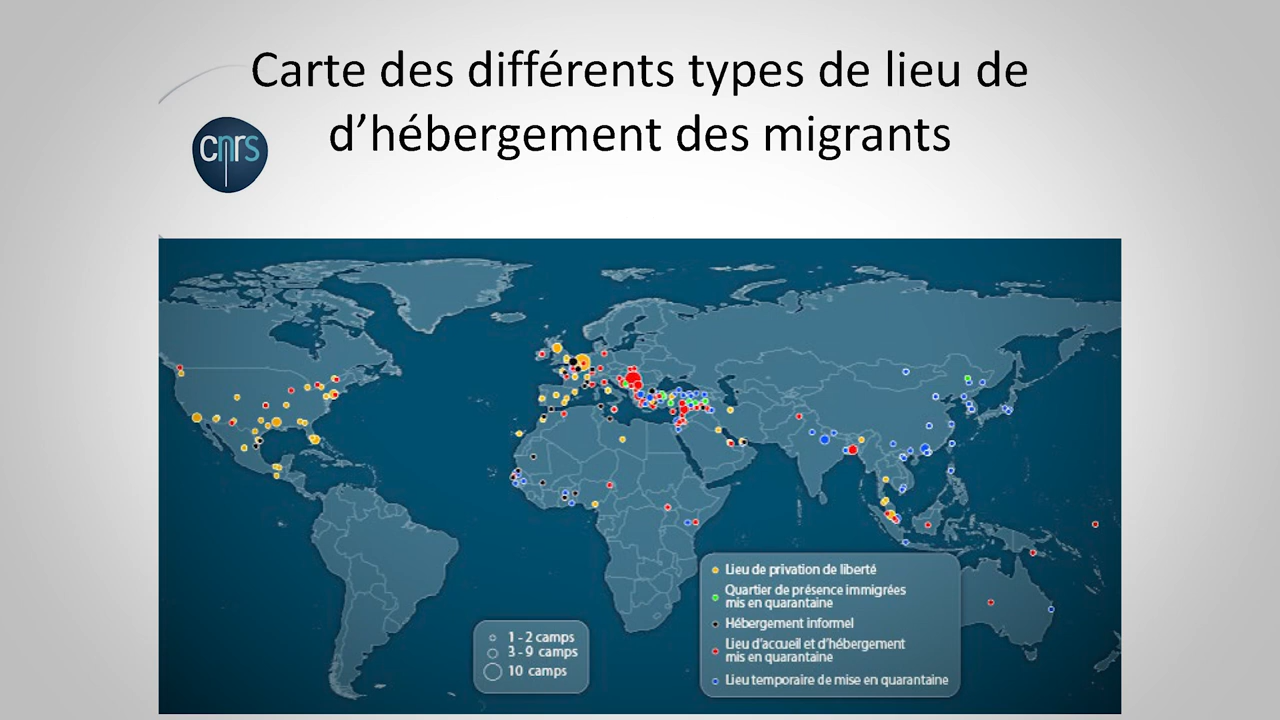 Carte des différents types de lieu de
d’hébergement des migrants
cnrs
Lieu de privation de liberté
Quartier de présence immigrées
mis en quarantaine
Hébergement informel
Lieu d'accueil et d'hébergement
mis en quarantaine
Lieu temporaire de mise en quarantaine
1 - 2 camps
3 - 9 camps
10 camps